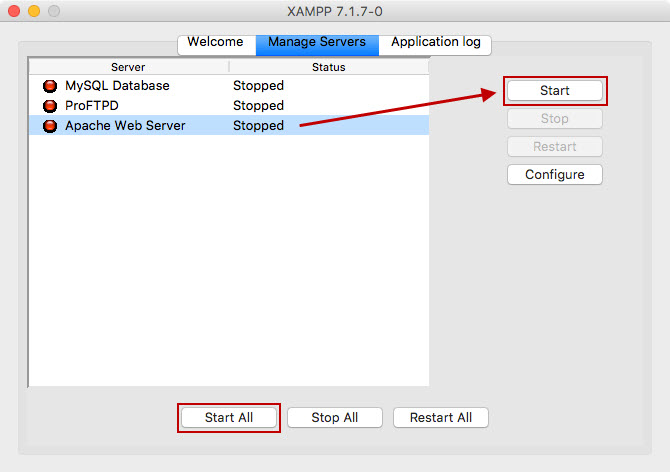 XAMPP 7.1.7-0
Welcome Manage Servers Application log
Server Status
MySQL Database Stopped
ProFTPD Stopped
Apache Web Server Stopped
Start
Stop
Restart
Configure
Start All Stop All Restart All